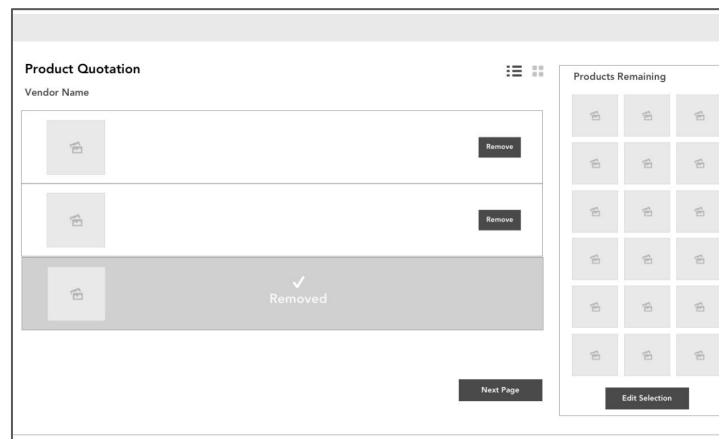 Product Quotation
Vendor Name
Remove
Remove
Removed
Next Page
Products Remaining
Edit Selection